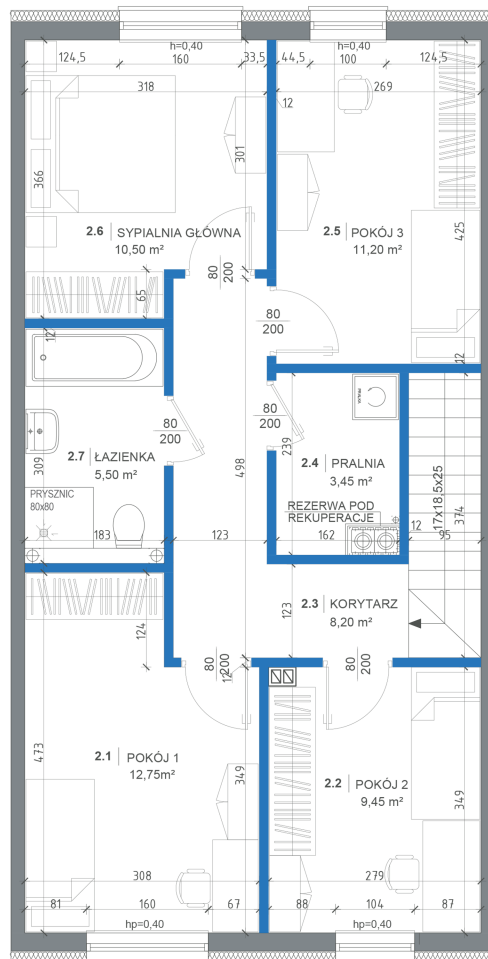 h=0,40
h=0,40
124,5
160
33,5
44,5
100
124,5
318
269
12
301
366
425
2.6 SYPIALNIA GŁÓWNA
10,50 m²
2.5 POKÓJ 3
11,20 m²
80
200
65
80
200
12
12
80
200
80
200
239
309
2.7 ŁAZIENKA
5,50 m²
498
2.4 PRALNIA
3,45 m²
17x18,5x25
374
PRYSZNIC
80x80
REZERWA POD
REKUPERACJE
183
123
162
12
95
123
2.3 KORYTARZ
8,20 m²
124
80
200
12
80
200
473
2.1 POKÓJ 1
12,75m²
349
2.2 POKÓJ 2
9,45 m²
349
308
279
81
160
67
88
104
87
hp=0,40
hp=0,40